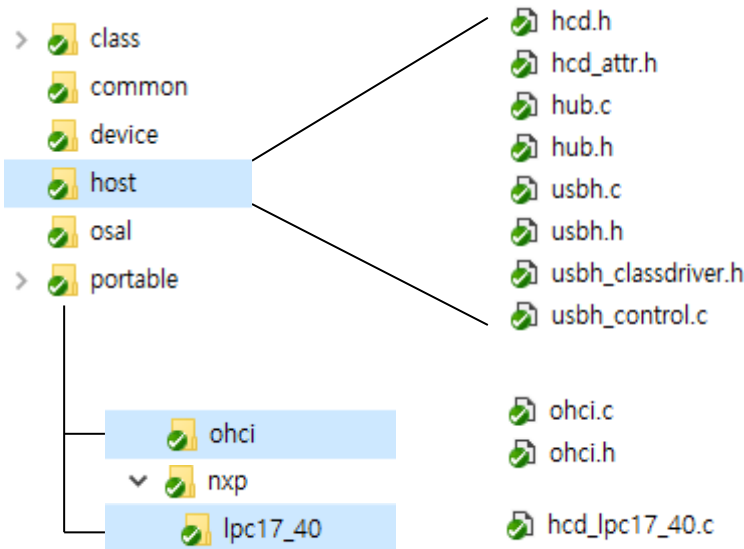 class
common
device
host
osal
portable
ohci
nxp
lpc17_40
hcd.h
hcd_attr.h
hub.c
hub.h
usbh.c
usbh.h
usbh_classdriver.h
usbh_control.c
ohci.c
ohci.h
hcd_lpc17_40.c